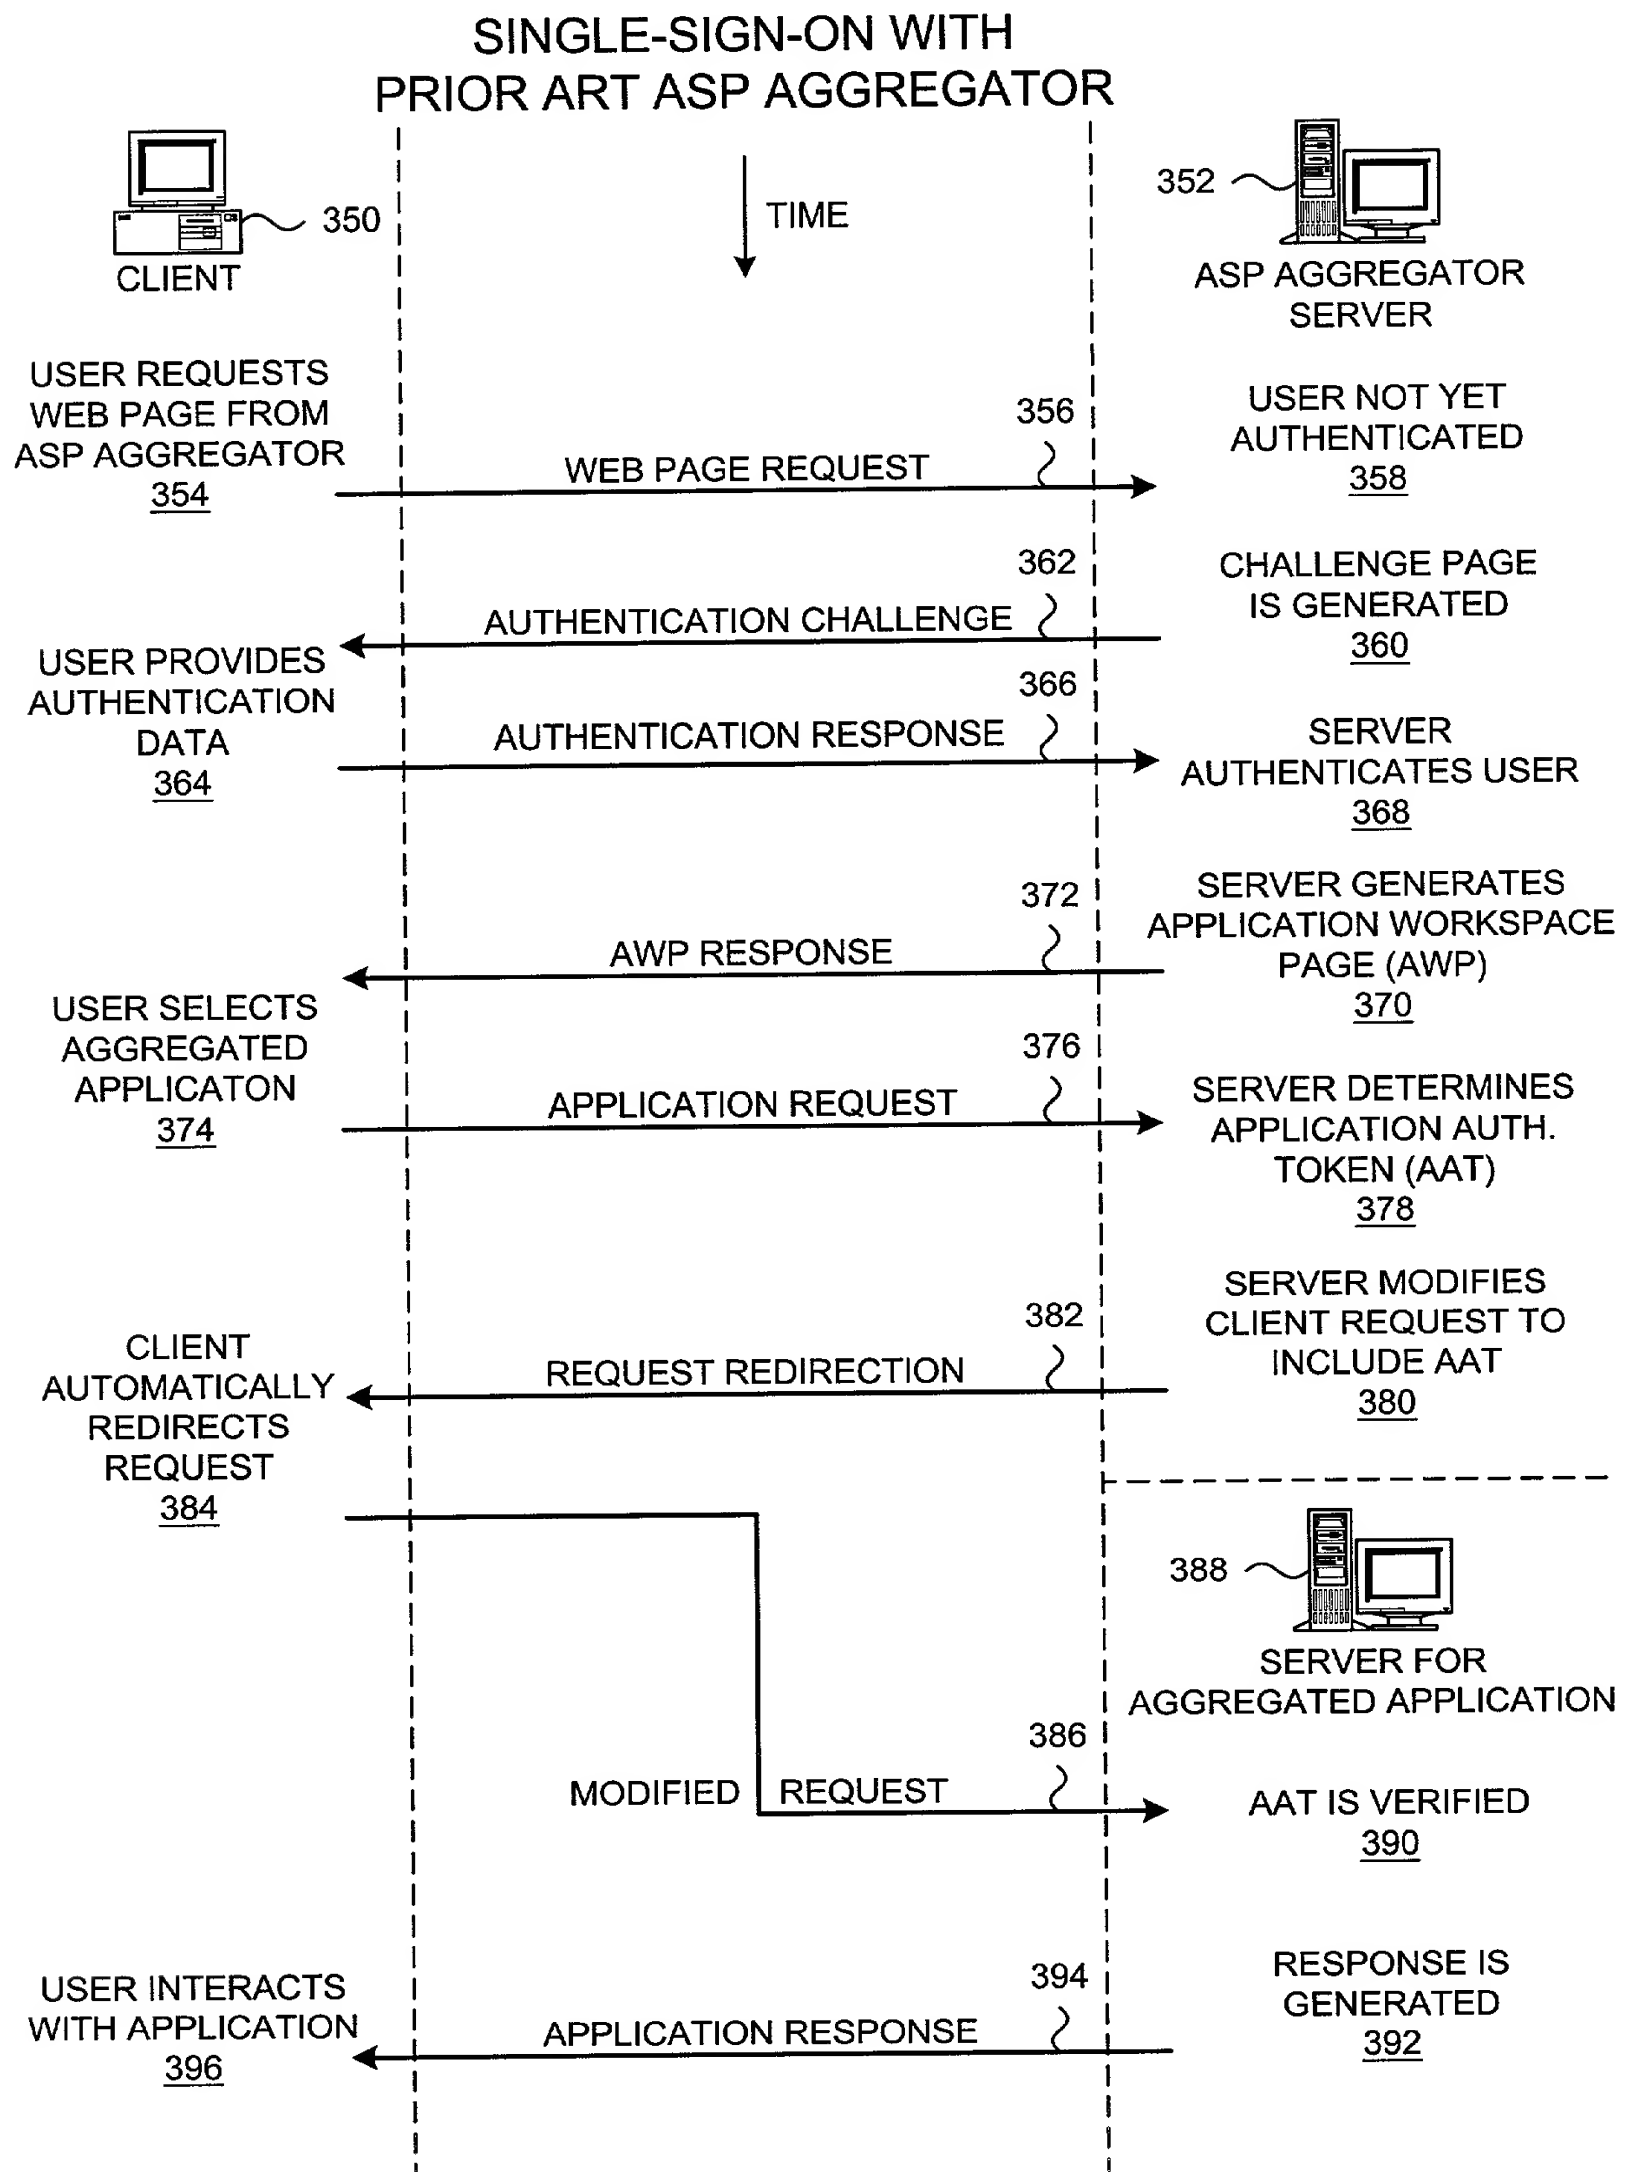 SINGLE-SIGN-ON WITH
PRIOR ART ASP AGGREGATOR
350
CLIENT
TIME
352
ASP AGGREGATOR
SERVER
USER REQUESTS
WEB PAGE FROM
ASP AGGREGATOR
354
356
WEB PAGE REQUEST
USER NOT YET
AUTHENTICATED
358
362
AUTHENTICATION CHALLENGE
CHALLENGE PAGE
IS GENERATED
360
USER PROVIDES
AUTHENTICATION
DATA
364
366
AUTHENTICATION RESPONSE
SERVER
AUTHENTICATES USER
368
372
AWP RESPONSE
SERVER GENERATES
APPLICATION WORKSPACE
PAGE (AWP)
370
USER SELECTS
AGGREGATED
APPLICATON
374
376
APPLICATION REQUEST
SERVER DETERMINES
APPLICATION AUTH.
TOKEN (AAT)
378
382
REQUEST REDIRECTION
SERVER MODIFIES
CLIENT REQUEST TO
INCLUDE AAT
380
CLIENT
AUTOMATICALLY
REDIRECTS
REQUEST
384
388
SERVER FOR
AGGREGATED APPLICATION
386
MODIFIED REQUEST
AAT IS VERIFIED
390
394
APPLICATION RESPONSE
RESPONSE IS
GENERATED
392
USER INTERACTS
WITH APPLICATION
396